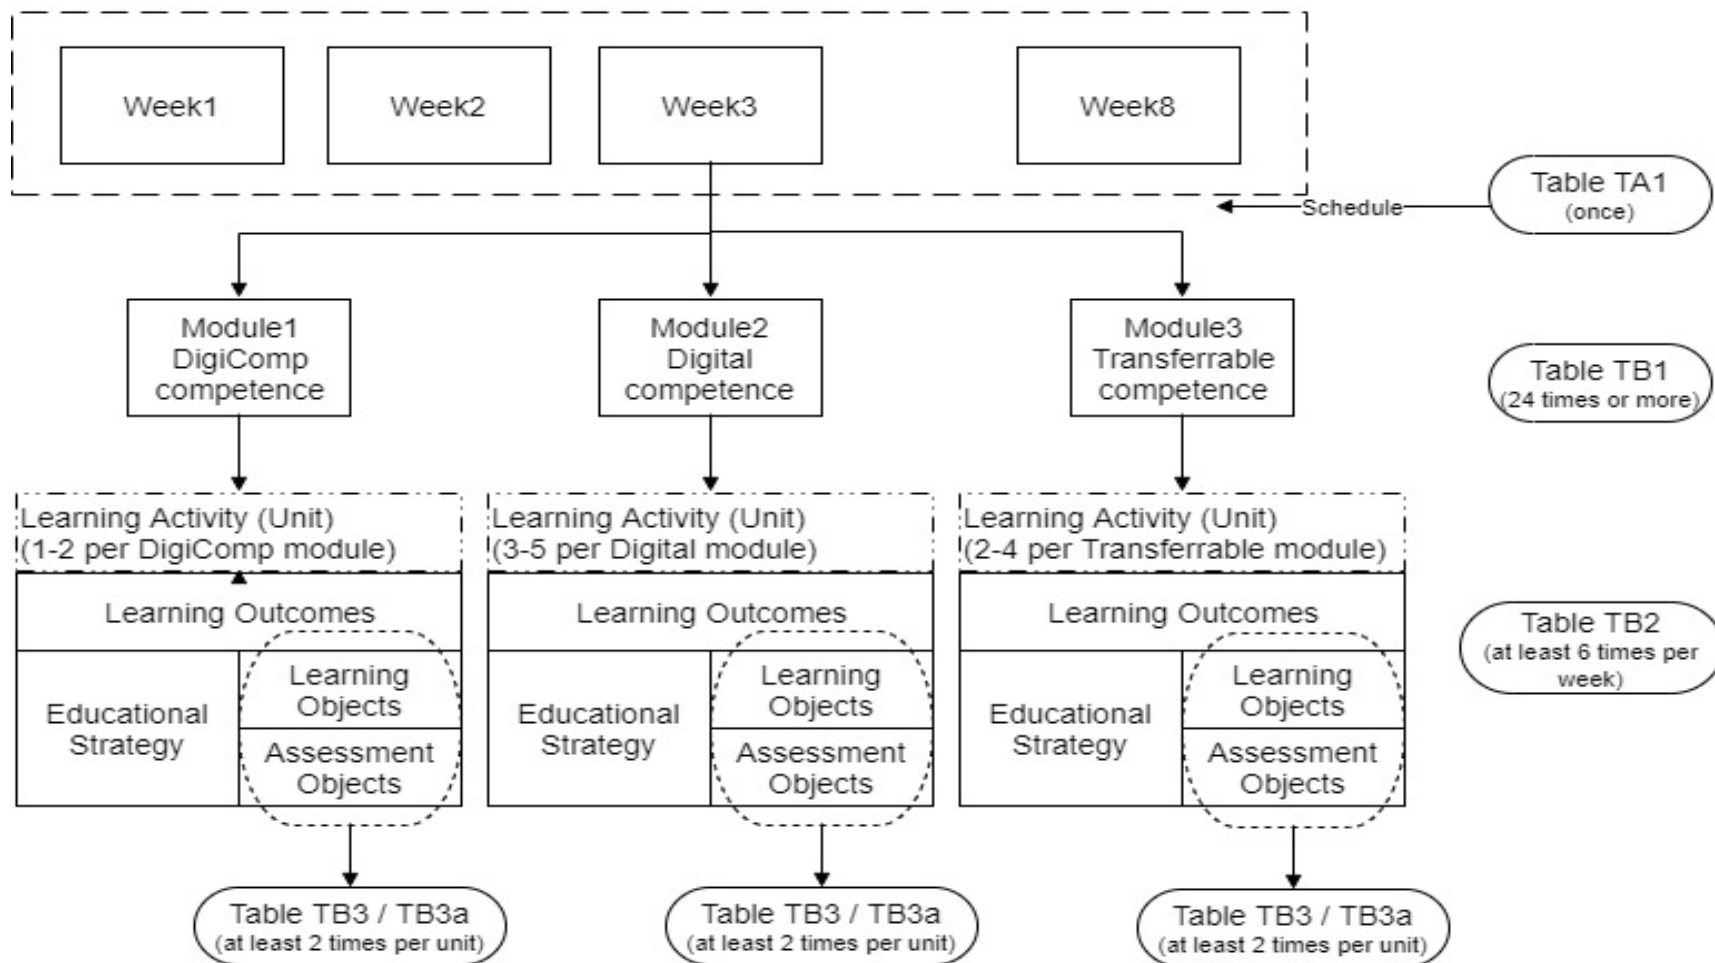 Week1
Week2
Week3
Week8
Table TA1
(once)
Schedule
Module1
DigiComp
competence
Module2
Digital
competence
Module3
Transferrable
competence
Table TB1
(24 times or more)
Learning Activity (Unit)
(1-2 per DigiComp module)
Learning Activity (Unit)
(3-5 per Digital module)
Learning Activity (Unit)
(2-4 per Transferrable module)
Learning Outcomes
Learning Outcomes
Learning Outcomes
Table TB2
(at least 6 times per
week)
Educational
Strategy
Learning
Objects
Assessment
Objects
Educational
Strategy
Learning
Objects
Assessment
Objects
Educational
Strategy
Learning
Objects
Assessment
Objects
Table TB3 / TB3a
(at least 2 times per unit)
Table TB3 / TB3a
(at least 2 times per unit)
Table TB3 / TB3a
(at least 2 times per unit)